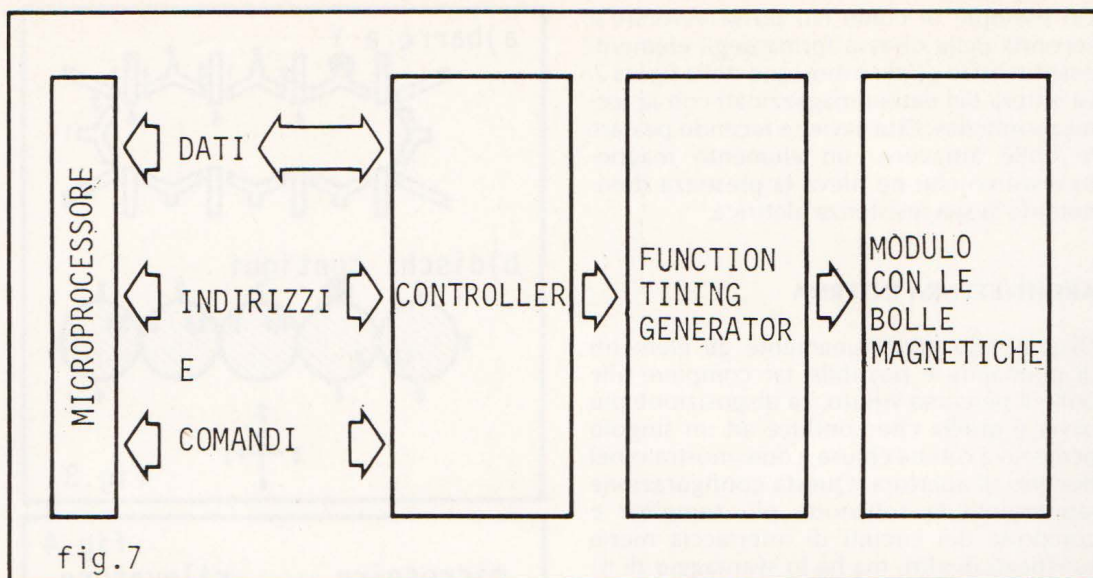 MICROPROCESSORE
DATI
INDIRIZZI
E
COMANDI
CONTROLLER
FUNCTION
TINING
GENERATOR
MODULO
CON LE
BOLLE
MAGNETICHE
fig.7